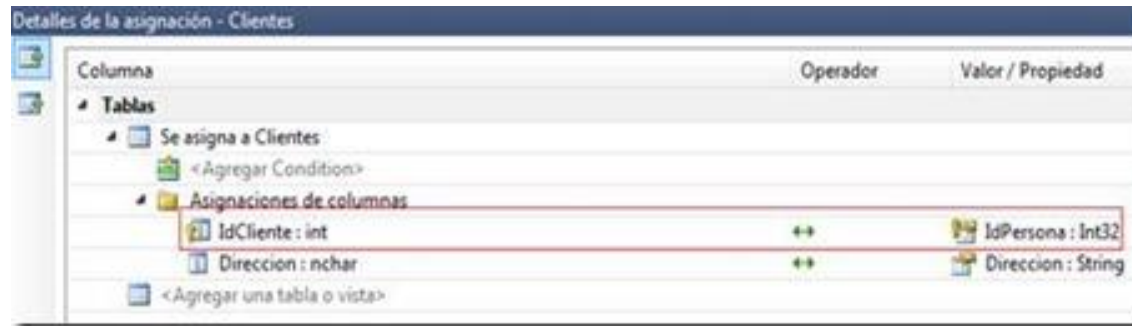 Detalles de la asignación - Clientes
Columna Operador Valor / Propiedad
Tablas
Se asigna a Clientes
<Agregar Condition>
Asignaciones de columnas
IdCliente : int IdPersona : Int32
Direccion : nchar Direccion : String
<Agregar una tabla o vista>